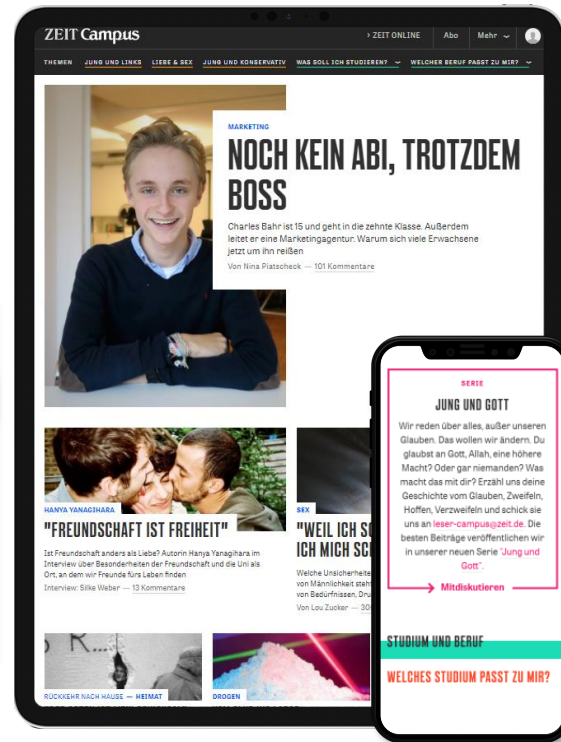 ZEIT Campus
› ZEIT ONLINE
Abo
Mehr
THEMEN JUNG UND LINKS LIEBE & SEX JUNG UND KONSERVATIV WAS SOLL ICH STUDIEREN? WELCHER BERUF PASST ZU MIR?
MARKETING
NOCH KEIN ABI, TROTZDEM
BOSS
Charles Bahr ist 15 und geht in die zehnte Klasse. Außerdem
leitet er eine Marketingagentur. Warum sich viele Erwachsene
jetzt um ihn reißen
Von Nina Piatscheck — 101 Kommentare
HANYA YANAGIHARA
"FREUNDSCHAFT IST FREIHEIT"
Ist Freundschaft anders als Liebe? Autorin Hanya Yanagihara im
Interview über Besonderheiten der Freundschaft und die Uni als
Ort, an dem wir Freunde fürs Leben finden
Interview: Silke Weber — 13 Kommentare
SEX
"WEIL ICH
ICH MICH
Welche
von Männlichkeit
von Bedürfnissen,
Von Lou Zucker —
RÜCKKEHR NACH HAUSE — HEIMAT
DROGEN
SERIE
JUNG UND GOTT
Wir reden über alles, außer unseren
Glauben. Das wollen wir ändern. Du
glaubst an Gott, Allah, eine höhere
Macht? Oder gar niemanden? Was
macht das mit dir? Erzähl uns deine
Geschichte vom Glauben, Zweifeln,
Hoffen, Verzweifeln und schick sie
uns an leser-campus@zeit.de. Die
besten Beiträge veröffentlichen wir
in unserer neuen Serie "Jung und
Gott".
Mitdiskutieren
STUDIUM UND BERUF
WELCHES STUDIUM PASST ZU MIR?